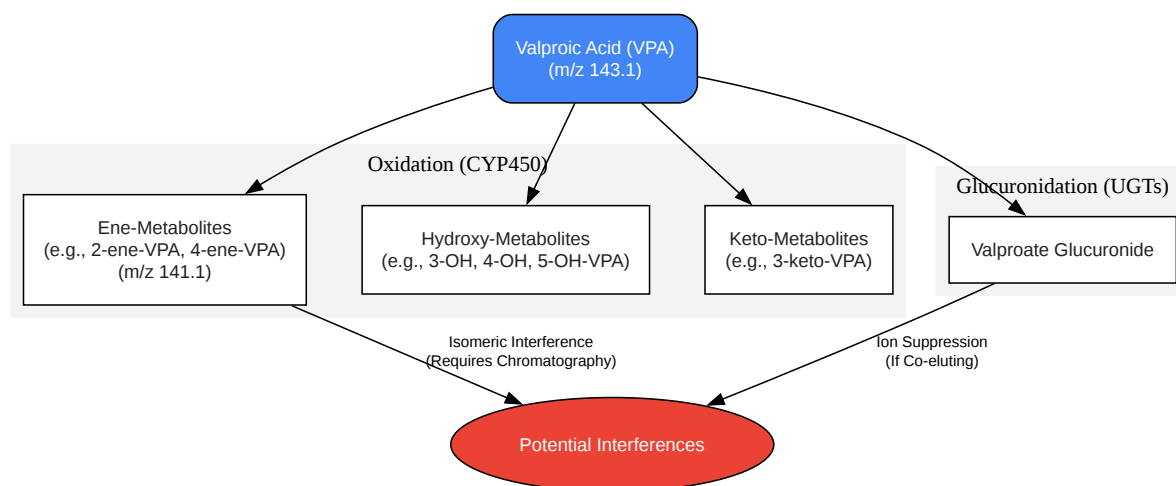 Valproic Acid (VPA)
(m/z 143.1)
Oxidation (CYP450)
Glucuronidation (UGTs)
Ene-Metabolites
(e.g., 2-ene-VPA, 4-ene-VPA)
(m/z 141.1)
Hydroxy-Metabolites
(e.g., 3-OH, 4-OH, 5-OH-VPA)
Keto-Metabolites
(e.g., 3-keto-VPA)
Valproate Glucuronide
Isomeric Interference
(Requires Chromatography)
Ion Suppression
(If Co-eluting)
Potential Interferences